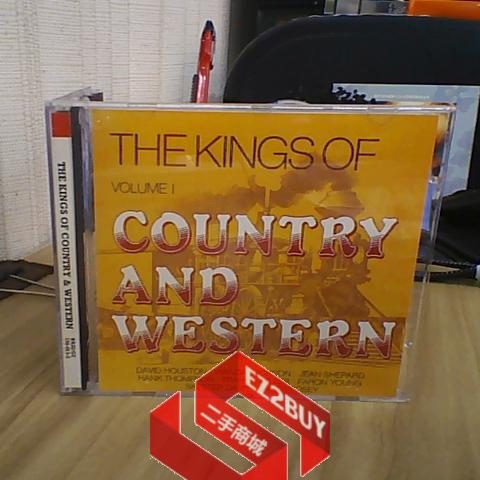 THE KINGS OF
VOLUME I
COUNTRY
AND
WESTERN
DAVID HOUSTON JEAN SHEPARD
HANK THOMPSON FARON YOUNG
THE KINGS OF COUNTRY & WESTERN
EZ2BUY
二手商城